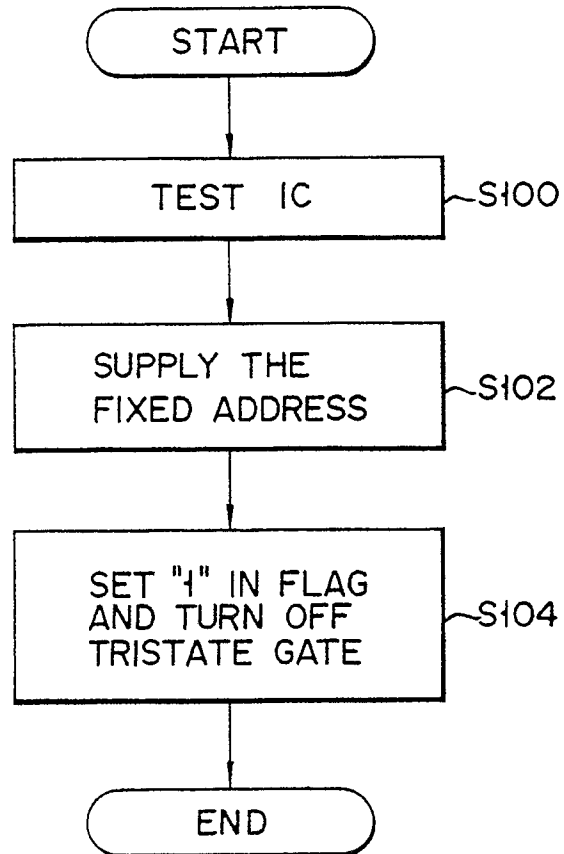 START
TEST IC
S100
SUPPLY THE
FIXED ADDRESS
S102
SET "1" IN FLAG
AND TURN OFF
TRISTATE GATE
S104
END